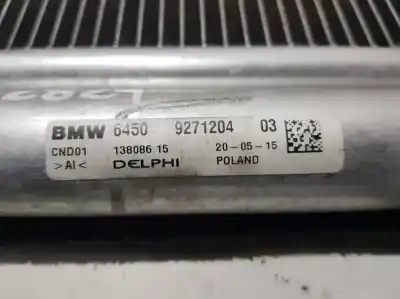 BMW 6450 9271204 03
CND01 138086 15 20-05-15
>Al< DELPHI POLAND